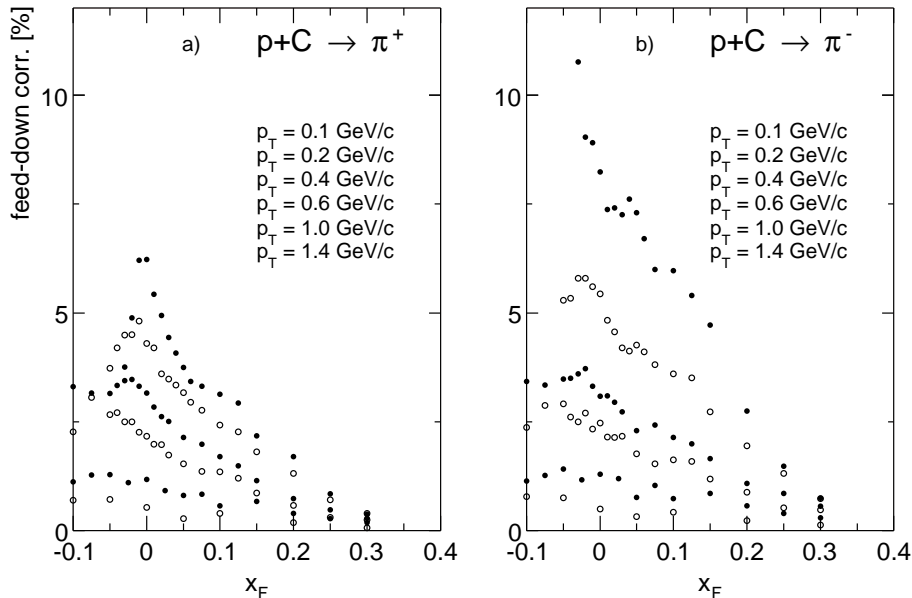 feed-down corr. [%]
a) p+C → π⁺
p_T = 0.1 GeV/c
p_T = 0.2 GeV/c
p_T = 0.4 GeV/c
p_T = 0.6 GeV/c
p_T = 1.0 GeV/c
p_T = 1.4 GeV/c
10
5
0
-0.1 0 0.1 0.2 0.3 0.4
x_F
b) p+C → π⁻
p_T = 0.1 GeV/c
p_T = 0.2 GeV/c
p_T = 0.4 GeV/c
p_T = 0.6 GeV/c
p_T = 1.0 GeV/c
p_T = 1.4 GeV/c
10
5
0
-0.1 0 0.1 0.2 0.3 0.4
x_F